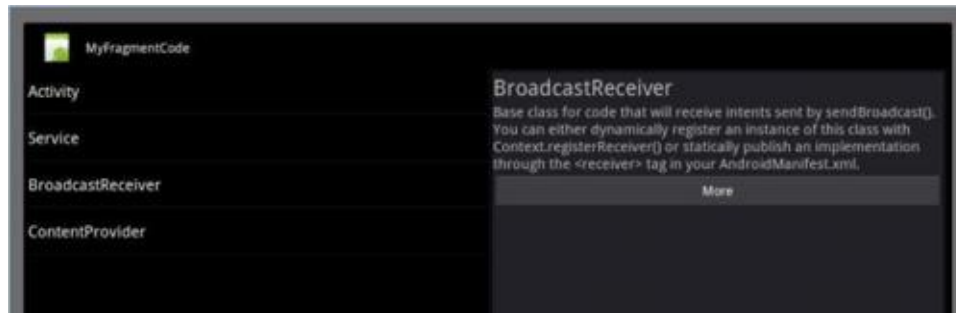 MyFragmentCode
Activity
Service
BroadcastReceiver
ContentProvider
BroadcastReceiver
Base class for code that will receive intents sent by sendBroadcast().
You can either dynamically register an instance of this class with
Context.registerReceiver() or statically publish an implementation
through the <receiver> tag in your AndroidManifest.xml.
More